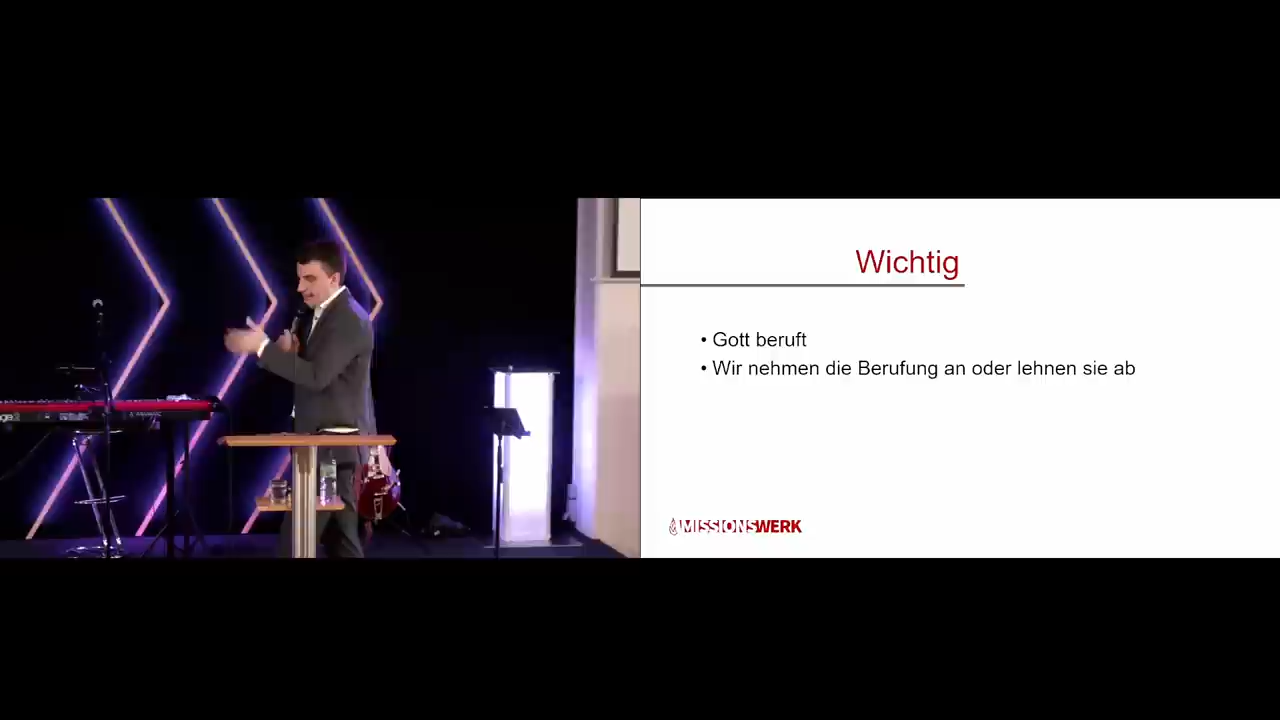 Wichtig
• Gott beruft
• Wir nehmen die Berufung an oder lehnen sie ab
MISSIONSWERK